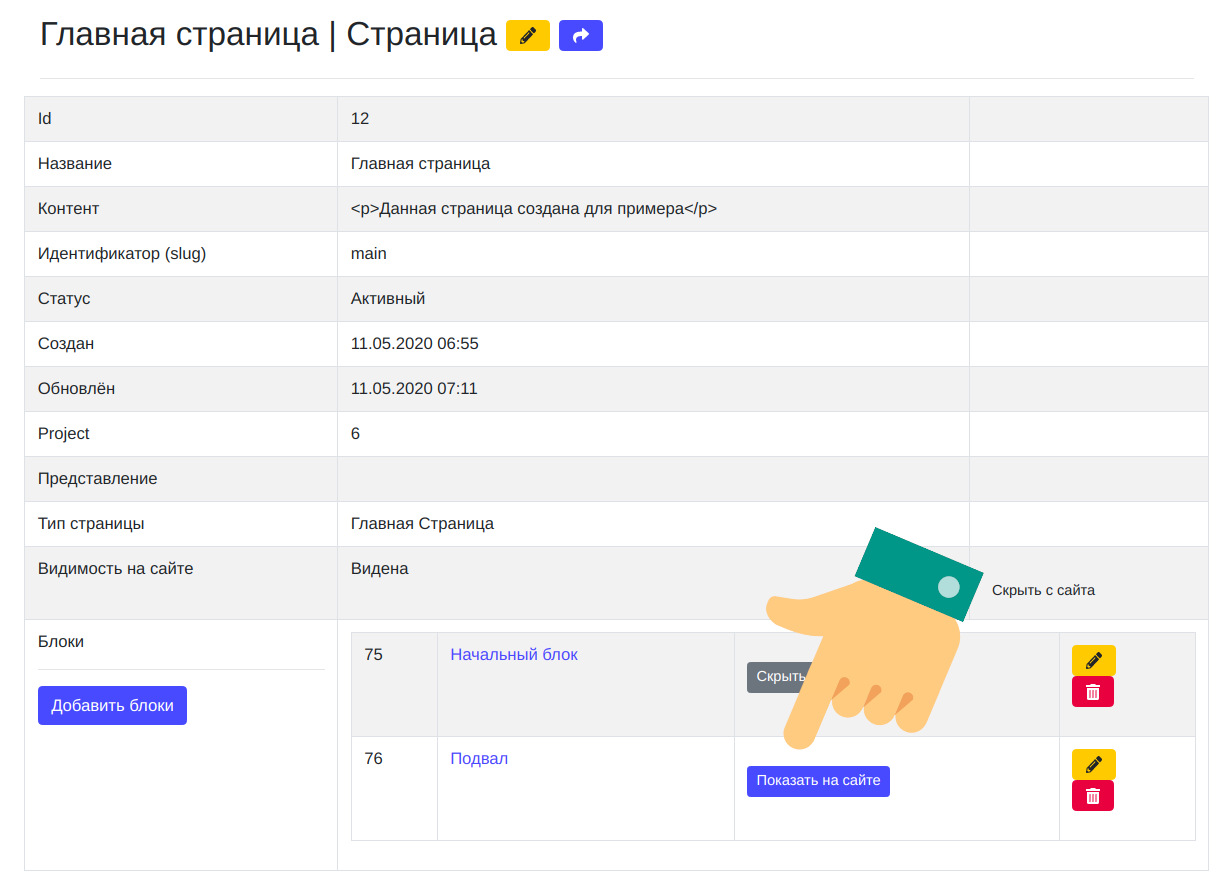 Главная страница | Страница
Id 12
Название Главная страница
Контент <p>Данная страница создана для примера</p>
Идентификатор (slug) main
Статус Активный
Создан 11.05.2020 06:55
Обновлён 11.05.2020 07:11
Project 6
Представление
Тип страницы Главная Страница
Видимость на сайте Видена Скрыть с сайта
Блоки
Добавить блоки
75 Начальный блок Скрыть
76 Подвал Показать на сайте